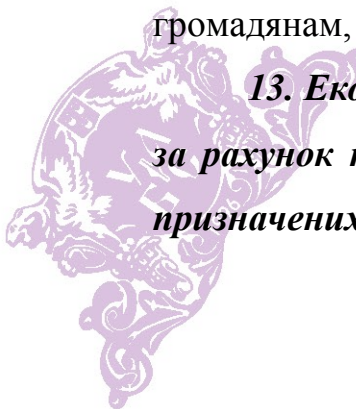 громадянам,
13. Еко
за рахунок
призначених